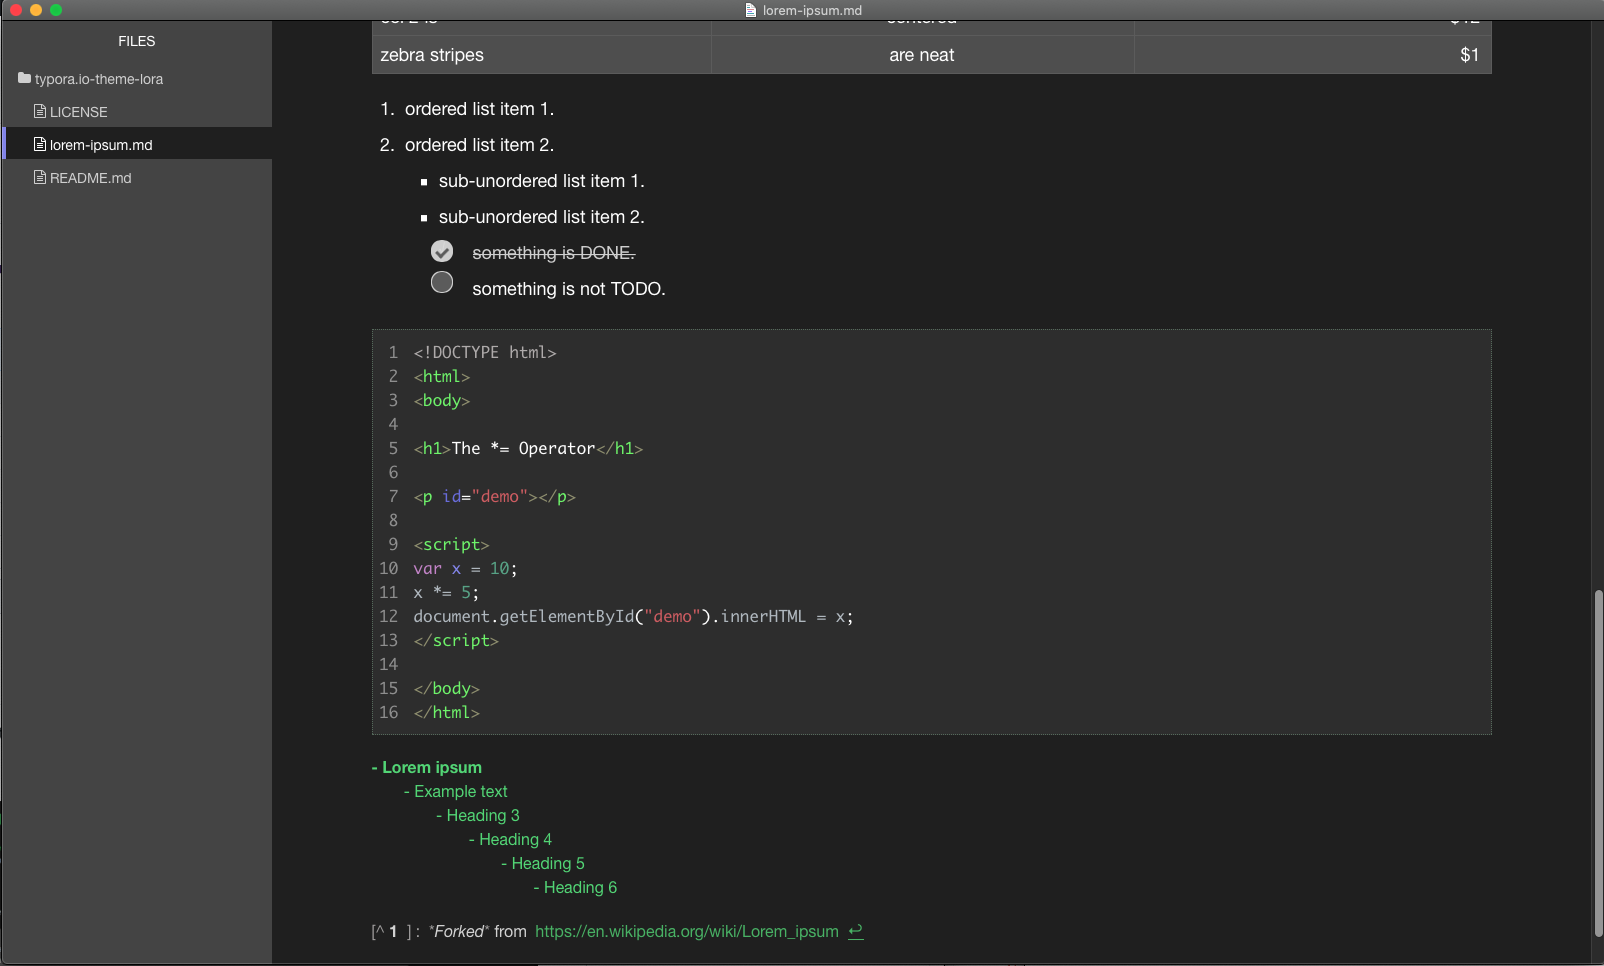 lorem-ipsum.md
FILES
typora.io-theme-lora
LICENSE
lorem-ipsum.md
README.md
centered $12
zebra stripes are neat $1
1. ordered list item 1.
2. ordered list item 2.
▪ sub-unordered list item 1.
▪ sub-unordered list item 2.
something is DONE.
something is not TODO.
1 <!DOCTYPE html>
2 <html>
3 <body>
4
5 <h1>The *= Operator</h1>
6
7 <p id="demo"></p>
8
9 <script>
10 var x = 10;
11 x *= 5;
12 document.getElementById("demo").innerHTML = x;
13 </script>
14
15 </body>
16 </html>
- Lorem ipsum
- Example text
- Heading 3
- Heading 4
- Heading 5
- Heading 6
[^ 1 ] : *Forked* from https://en.wikipedia.org/wiki/Lorem_ipsum ↩